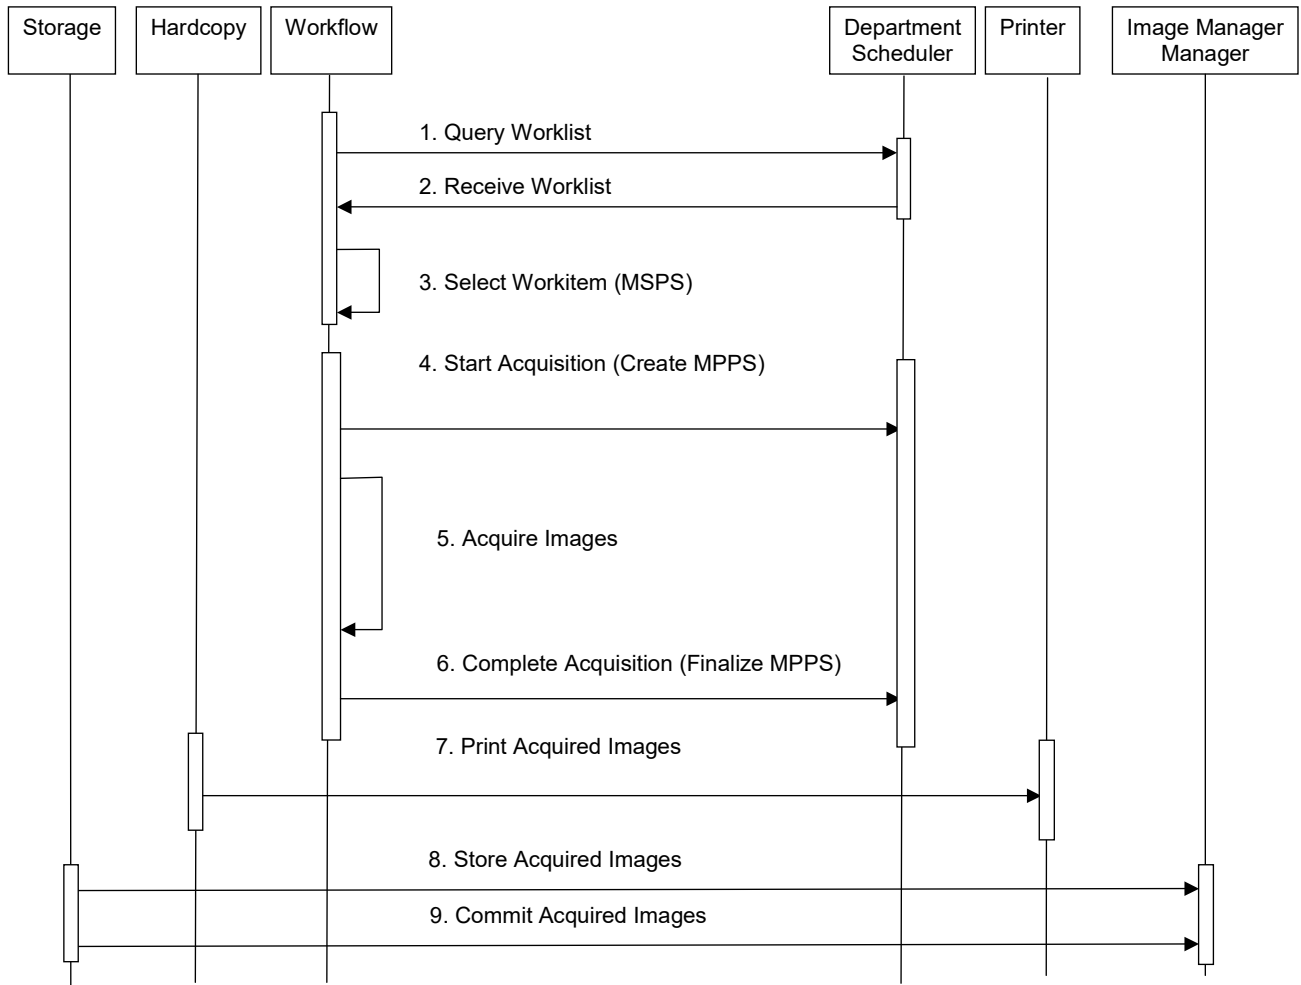 Storage
Hardcopy
Workflow
Department
Scheduler
Printer
Image Manager
Manager
1. Query Worklist
2. Receive Worklist
3. Select Workitem (MSPS)
4. Start Acquisition (Create MPPS)
5. Acquire Images
6. Complete Acquisition (Finalize MPPS)
7. Print Acquired Images
8. Store Acquired Images
9. Commit Acquired Images